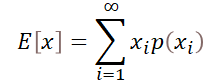 E[x] = ∑_{i=1}^{∞} x_i p(x_i)